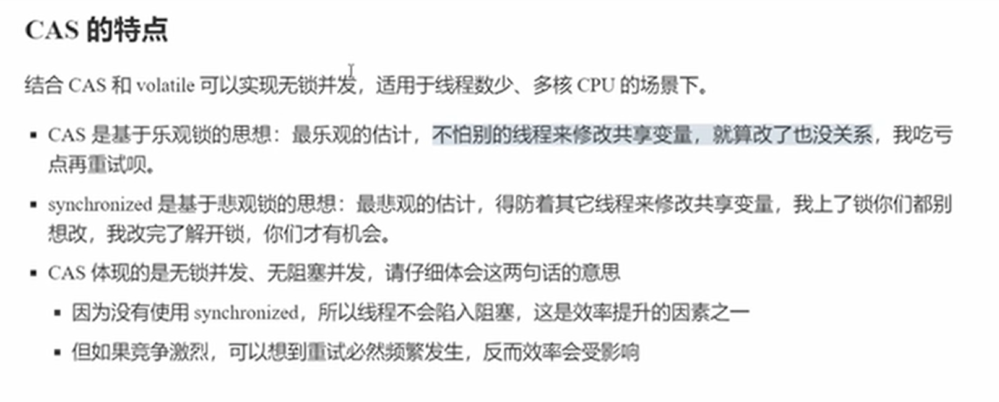 CAS 的特点
结合 CAS 和 volatile 可以实现无锁并发，适用于线程数少、多核 CPU 的场景下。
▪ CAS 是基于乐观锁的思想：最乐观的估计，不怕别的线程来修改共享变量，就算改了也没关系，我吃亏
点再重试呗。
▪ synchronized 是基于悲观锁的思想：最悲观的估计，得防着其它线程来修改共享变量，我上了锁你们都别
想改，我改完了解开锁，你们才有机会。
▪ CAS 体现的是无锁并发、无阻塞并发，请仔细体会这两句话的意思
▪ 因为没有使用 synchronized，所以线程不会陷入阻塞，这是效率提升的因素之一
▪ 但如果竞争激烈，可以想到重试必然频繁发生，反而效率会受影响